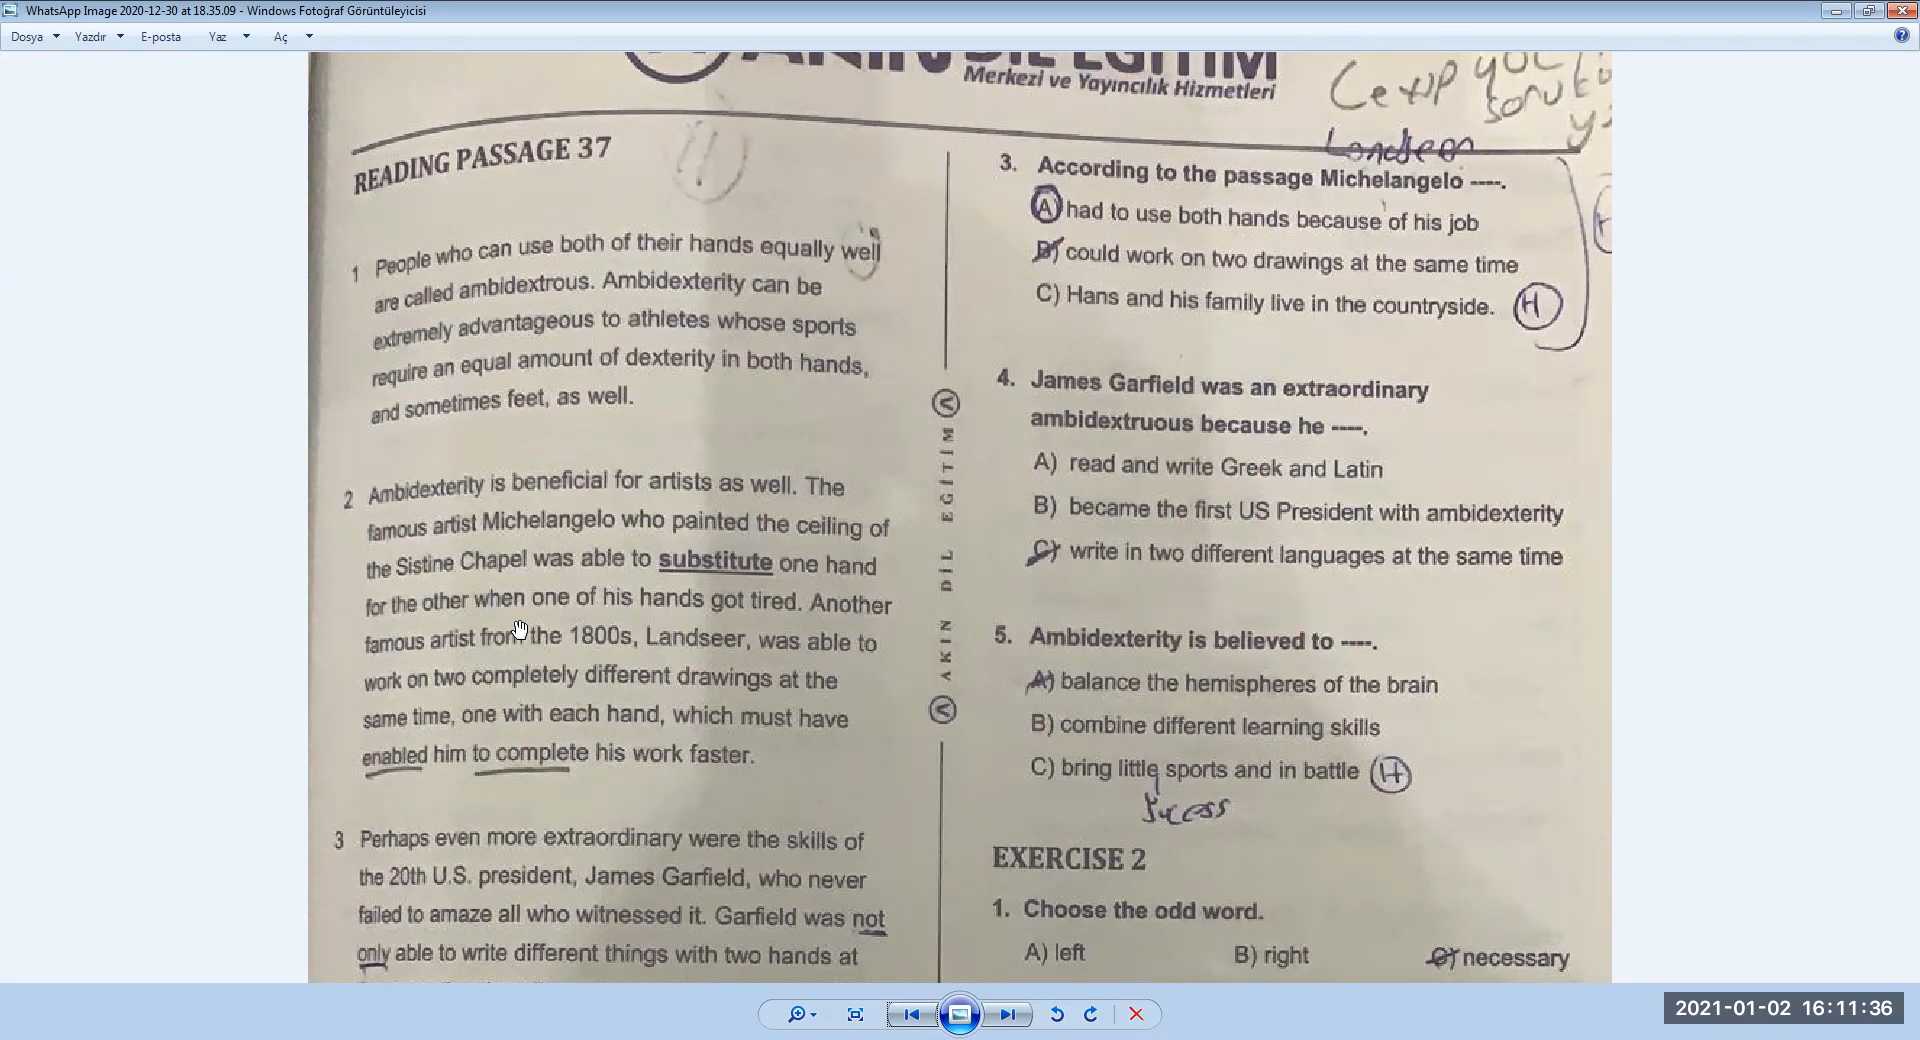 WhatsApp Image 2020-12-30 at 18.35.09 - Windows Fotoğraf Görüntüleyicisi
Dosya Yazdır E-posta Yaz Aç
Merkezi ve Yayıncılık Hizmetleri
READING PASSAGE 37
11
1 People who can use both of their hands equally well
are called ambidextrous. Ambidexterity can be
extremely advantageous to athletes whose sports
require an equal amount of dexterity in both hands,
and sometimes feet, as well.
2 Ambidexterity is beneficial for artists as well. The
famous artist Michelangelo who painted the ceiling of
the Sistine Chapel was able to substitute one hand
for the other when one of his hands got tired. Another
famous artist from the 1800s, Landseer, was able to
work on two completely different drawings at the
same time, one with each hand, which must have
enabled him to complete his work faster.
3 Perhaps even more extraordinary were the skills of
the 20th U.S. president, James Garfield, who never
failed to amaze all who witnessed it. Garfield was not
only able to write different things with two hands at
AKIN DİL EĞİTİM
3. According to the passage Michelangelo ----.
A) had to use both hands because of his job
B) could work on two drawings at the same time
C) Hans and his family live in the countryside. H
4. James Garfield was an extraordinary
ambidextruous because he ----.
A) read and write Greek and Latin
B) became the first US President with ambidexterity
C) write in two different languages at the same time
5. Ambidexterity is believed to ----.
A) balance the hemispheres of the brain
B) combine different learning skills
C) bring little sports and in battle H
EXERCISE 2
1. Choose the odd word.
A) left B) right C) necessary
2021-01-02 16:11:36